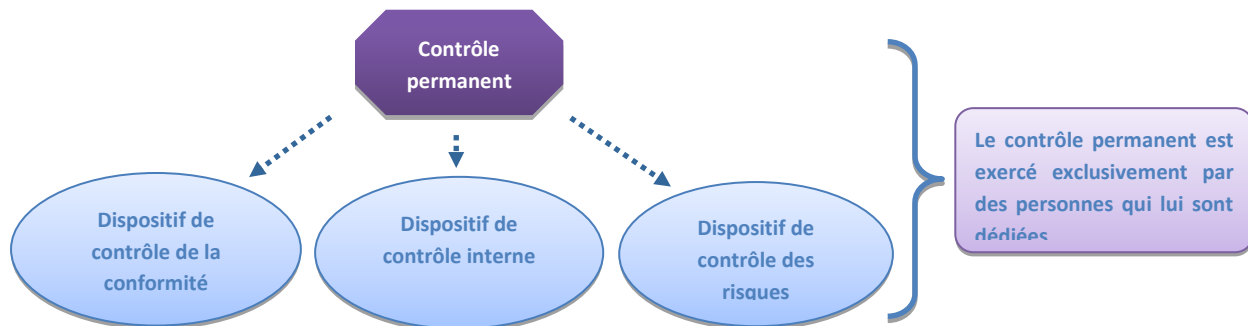 Contrôle
permanent
Dispositif de
contrôle de la
conformité
Dispositif de
contrôle interne
Dispositif de
contrôle des
risques
Le contrôle permanent est
exercé exclusivement par
des personnes qui lui sont
dédiées